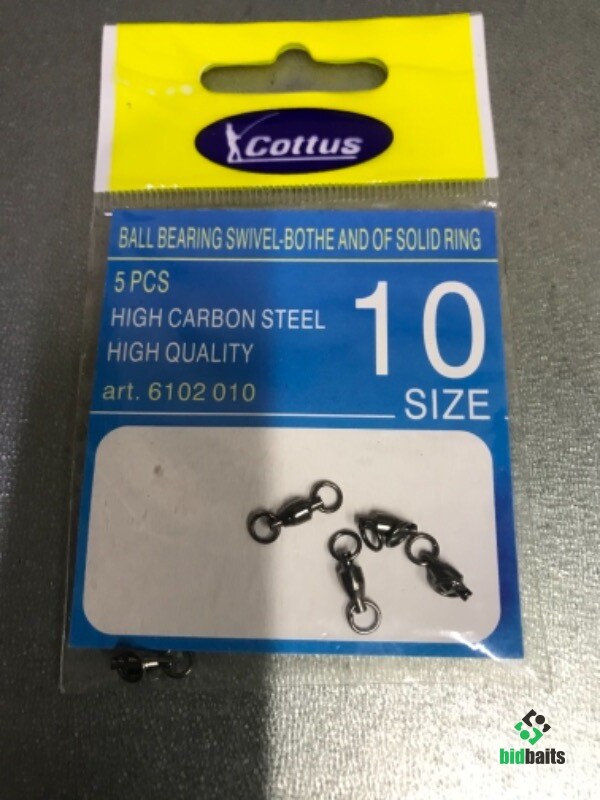 Cottus
BALL BEARING SWIVEL-BOTHE AND OF SOLID RING
5 PCS
HIGH CARBON STEEL
HIGH QUALITY
art. 6102 010
10
SIZE
bidbaits